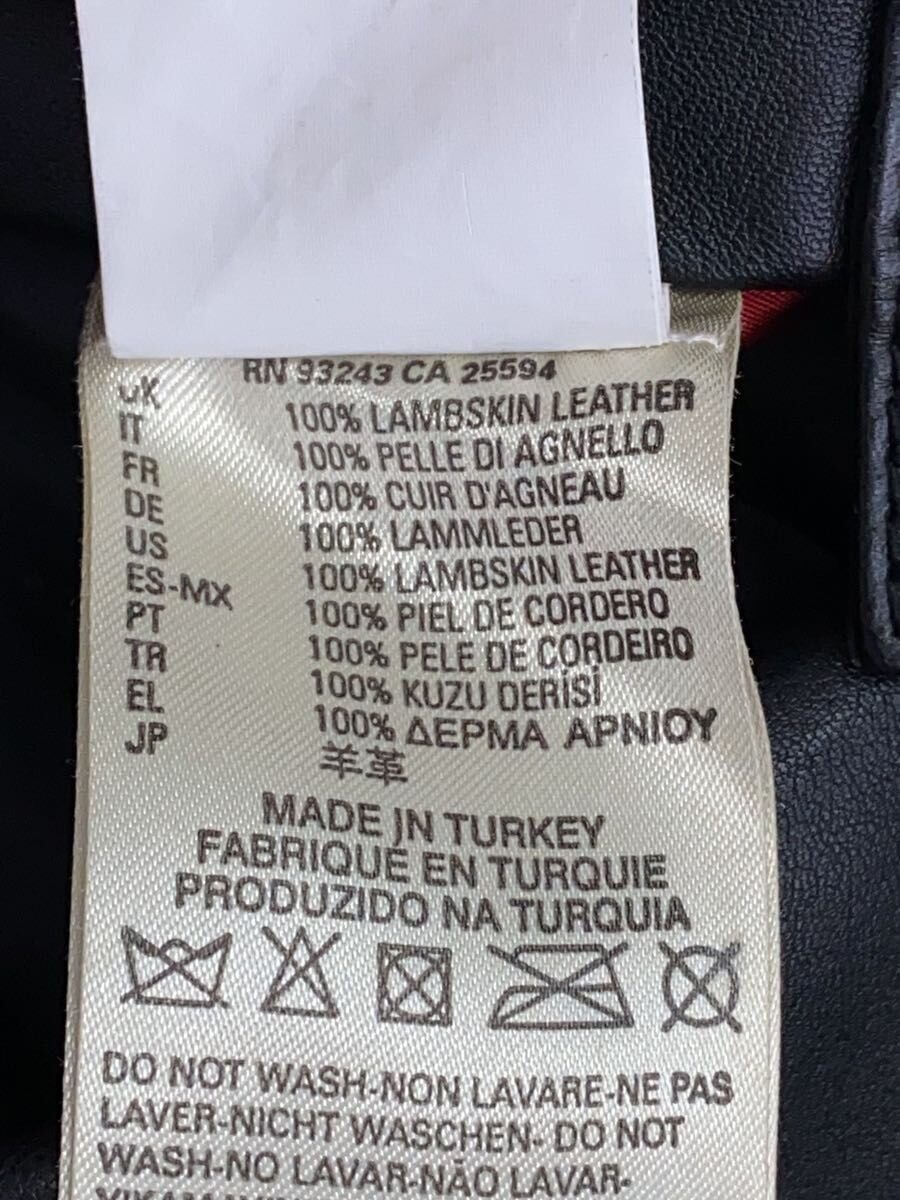 RN 93243 CA 25594
UK 100% LAMBSKIN LEATHER
IT 100% PELLE DI AGNELLO
FR 100% CUIR D'AGNEAU
DE 100% LAMMLEDER
US 100% LAMBSKIN LEATHER
ES-MX 100% PIEL DE CORDERO
PT 100% PELE DE CORDEIRO
TR 100% KUZU DERİSİ
EL 100% ΔΕΡΜΑ ΑΡΝΙΟΥ
JP 羊革
MADE IN TURKEY
FABRIQUÉ EN TURQUIE
PRODUZIDO NA TURQUIA
DO NOT WASH-NON LAVARE-NE PAS
LAVER-NICHT WASCHEN- DO NOT
WASH-NO LAVAR-NÃO LAVAR-